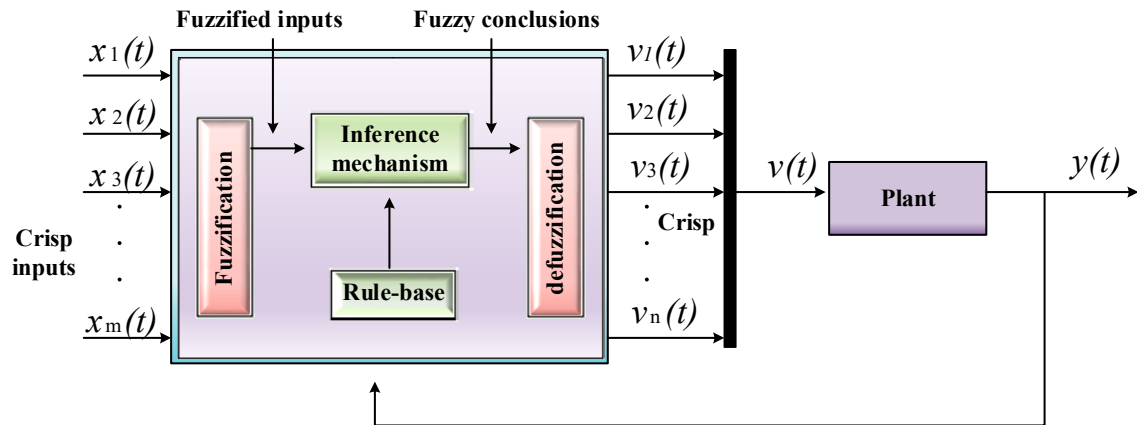 Fuzzified inputs
Fuzzy conclusions
x1(t)
x2(t)
x3(t)
.
.
.
xm(t)
Crisp
inputs
Fuzzification
Inference
mechanism
Rule-base
defuzzification
v1(t)
v2(t)
v3(t)
.
Crisp
.
.
vn(t)
v(t)
Plant
y(t)